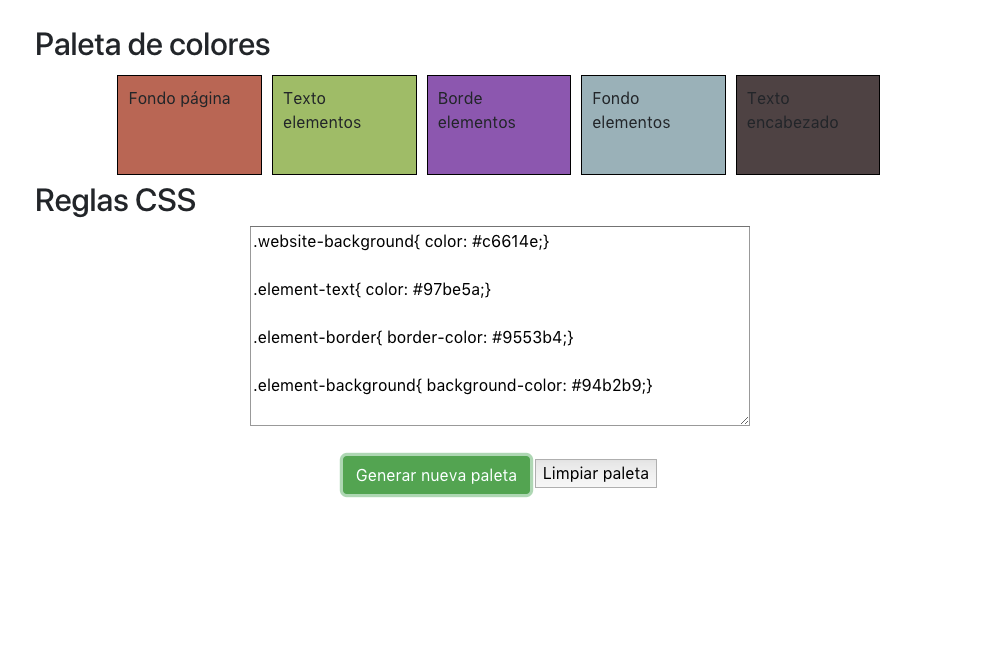 Paleta de colores
Fondo página
Texto
elementos
Borde
elementos
Fondo
elementos
Texto
encabezado
Reglas CSS
.website-background{ color: #c6614e;}
.element-text{ color: #97be5a;}
.element-border{ border-color: #9553b4;}
.element-background{ background-color: #94b2b9;}
Generar nueva paleta
Limpiar paleta